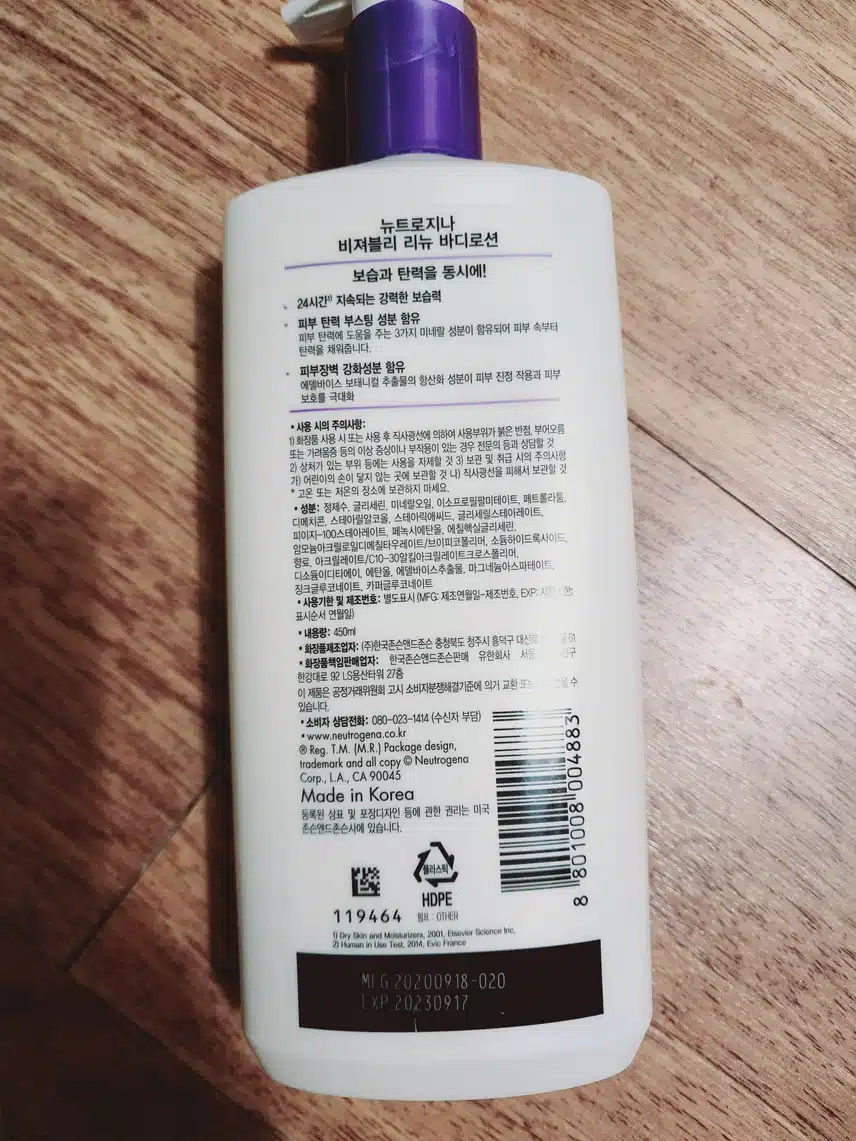 뉴트로지나
비져블리 리뉴 바디로션
보습과 탄력을 동시에!
24시간¹⁾ 지속되는 강력한 보습력
피부 탄력 부스팅 성분 함유
피부 탄력에 도움을 주는 3가지 미네랄 성분이 함유되어 피부 속부터
탄력을 채워줍니다.
피부장벽 강화성분 함유
에델바이스 보태니컬 추출물의 항산화 성분이 피부 진정 작용과 피부
보호를 극대화
• 사용 시의 주의사항:
1) 화장품 사용 시 또는 사용 후 직사광선에 의하여 사용부위가 붉은 반점, 부어오름
또는 가려움증 등의 이상 증상이나 부작용이 있는 경우 전문의 등과 상담할 것
2) 상처가 있는 부위 등에는 사용을 자제할 것 3) 보관 및 취급 시의 주의사항
가) 어린이의 손이 닿지 않는 곳에 보관할 것 나) 직사광선을 피해서 보관할 것
* 고온 또는 저온의 장소에 보관하지 마세요.
• 성분: 정제수, 글리세린, 미네랄오일, 이소프로필팔미테이트, 페트롤라툼,
디메치콘, 스테아릴알코올, 스테아릭애씨드, 글리세릴스테아레이트,
피이지-100스테아레이트, 페녹시에탄올, 에칠헥실글리세린,
암모늄아크릴로일디메칠타우레이트/브이피코폴리머, 소듐하이드록사이드,
향료, 아크릴레이트/C10-30알킬아크릴레이트크로스폴리머,
디소듐이디티에이, 에탄올, 에델바이스추출물, 마그네슘아스파테이트,
징크글루코네이트, 카퍼글루코네이트
• 사용기한 및 제조번호: 별도표시 (MFG: 제조연월일-제조번호, EXP:
표시순서 연월일)
• 내용량: 450ml
• 화장품제조업자: (주)한국존슨앤드존슨 충청북도 청주시 흥덕구 61
• 화장품책임판매업자: 한국존슨앤드존슨판매 유한회사
한강대로 92 LS용산타워 27층
이 제품은 공정거래위원회 고시 소비자분쟁해결기준에 의거 교환 수
있습니다.
• 소비자 상담전화: 080-023-1414 (수신자 부담)
• www.neutrogena.co.kr
® Reg. T.M. (M.R.) Package design,
trademark and all copy © Neutrogena
Corp., L.A., CA 90045
Made in Korea
등록된 상표 및 포장디자인 등에 관한 권리는 미국
존슨앤드존슨사에 있습니다.
8 801008 004883
플라스틱
HDPE
펌프 : OTHER
119464
1) Dry Skin and Moisturizers, 2001, Elsevier Science Inc.
2) Human in Use Test, 2014, Evic France
MFG 20200918-020
EXP 20230917